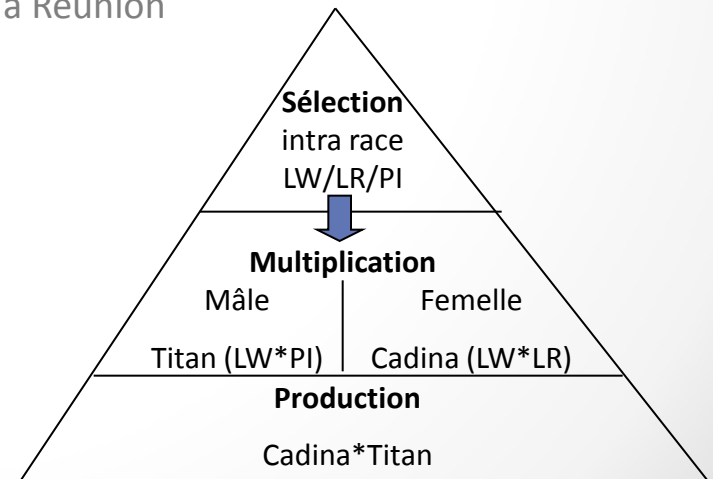 a Réunion
Sélection
intra race
LW/LR/PI
Multiplication
Mâle
Femelle
Titan (LW*PI)
Cadina (LW*LR)
Production
Cadina*Titan